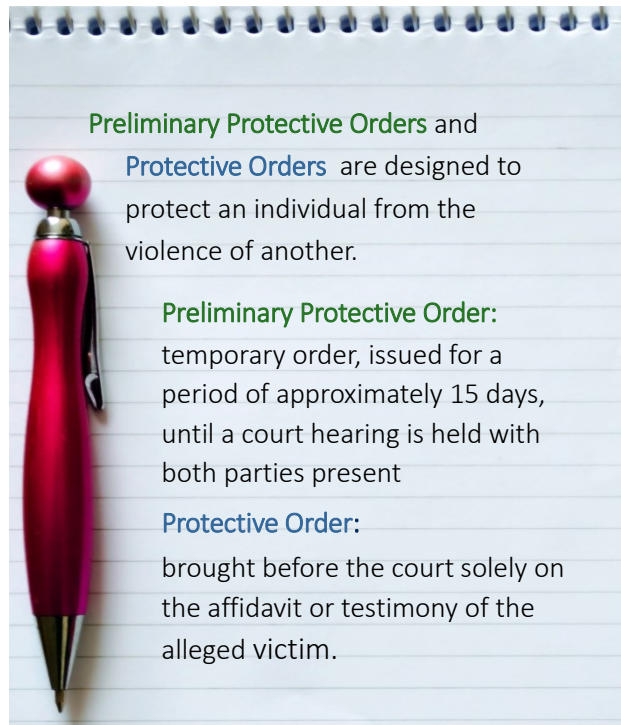 Preliminary Protective Orders and
Protective Orders are designed to
protect an individual from the
violence of another.
Preliminary Protective Order:
temporary order, issued for a
period of approximately 15 days,
until a court hearing is held with
both parties present
Protective Order:
brought before the court solely on
the affidavit or testimony of the
alleged victim.